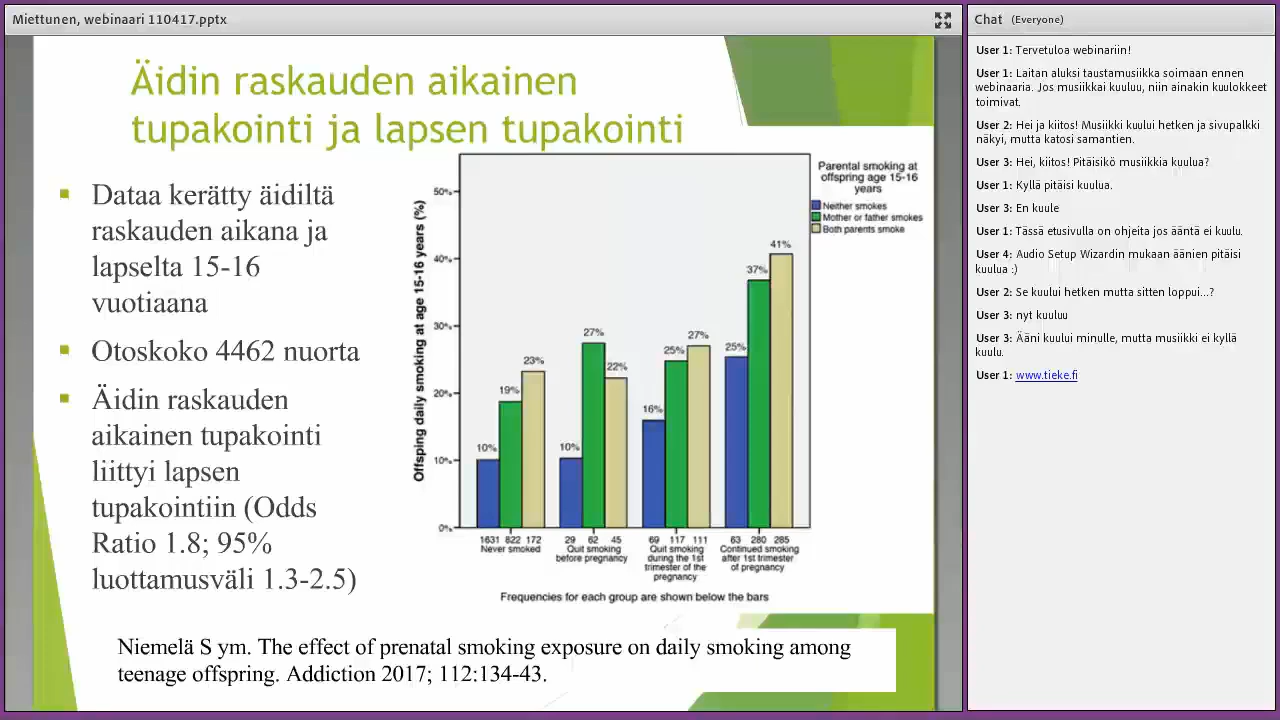 Miettunen, webinaari 110417.pptx
Äidin raskauden aikainen
tupakointi ja lapsen tupakointi
Dataa kerätty äidiltä
raskauden aikana ja
lapselta 15-16
vuotiaana
Otoskoko 4462 nuorta
Äidin raskauden
aikainen tupakointi
liittyi lapsen
tupakointiin (Odds
Ratio 1.8; 95%
luottamusväli 1.3-2.5)
Offsping daily smoking at age 15-16 years (%)
50%
40%
30%
20%
10%
0%
10% 19% 23%
10% 27% 22%
16% 25% 27%
25% 37% 41%
1631 822 172
Never smoked
29 62 45
Quit smoking
before pregnancy
69 117 111
Quit smoking
during the 1st
trimester of the
pregnancy
63 280 285
Continued smoking
after 1st trimester
of pregnancy
Frequencies for each group are shown below the bars
Parental smoking at
offspring age 15-16
years
Neither smokes
Mother or father smokes
Both parents smoke
Niemelä S ym. The effect of prenatal smoking exposure on daily smoking among
teenage offspring. Addiction 2017; 112:134-43.
Chat (Everyone)
User 1: Tervetuloa webinariin!
User 1: Laitan aluksi taustamusiikka soimaan ennen
webinaaria. Jos musiikkai kuuluu, niin ainakin kuulokkeet
toimivat.
User 2: Hei ja kiitos! Musiikki kuului hetken ja sivupalkki
näkyi, mutta katosi samantien.
User 3: Hei, kiitos! Pitäisikö musiikkia kuulua?
User 1: Kyllä pitäisi kuulua.
User 3: En kuule
User 1: Tässä etusivulla on ohjeita jos ääntä ei kuulu.
User 4: Audio Setup Wizardin mukaan äänien pitäisi
kuulua :)
User 2: Se kuului hetken mutta sitten loppui...?
User 3: nyt kuuluu
User 3: Ääni kuului minulle, mutta musiikki ei kyllä
kuulu.
User 1: www.tieke.fi